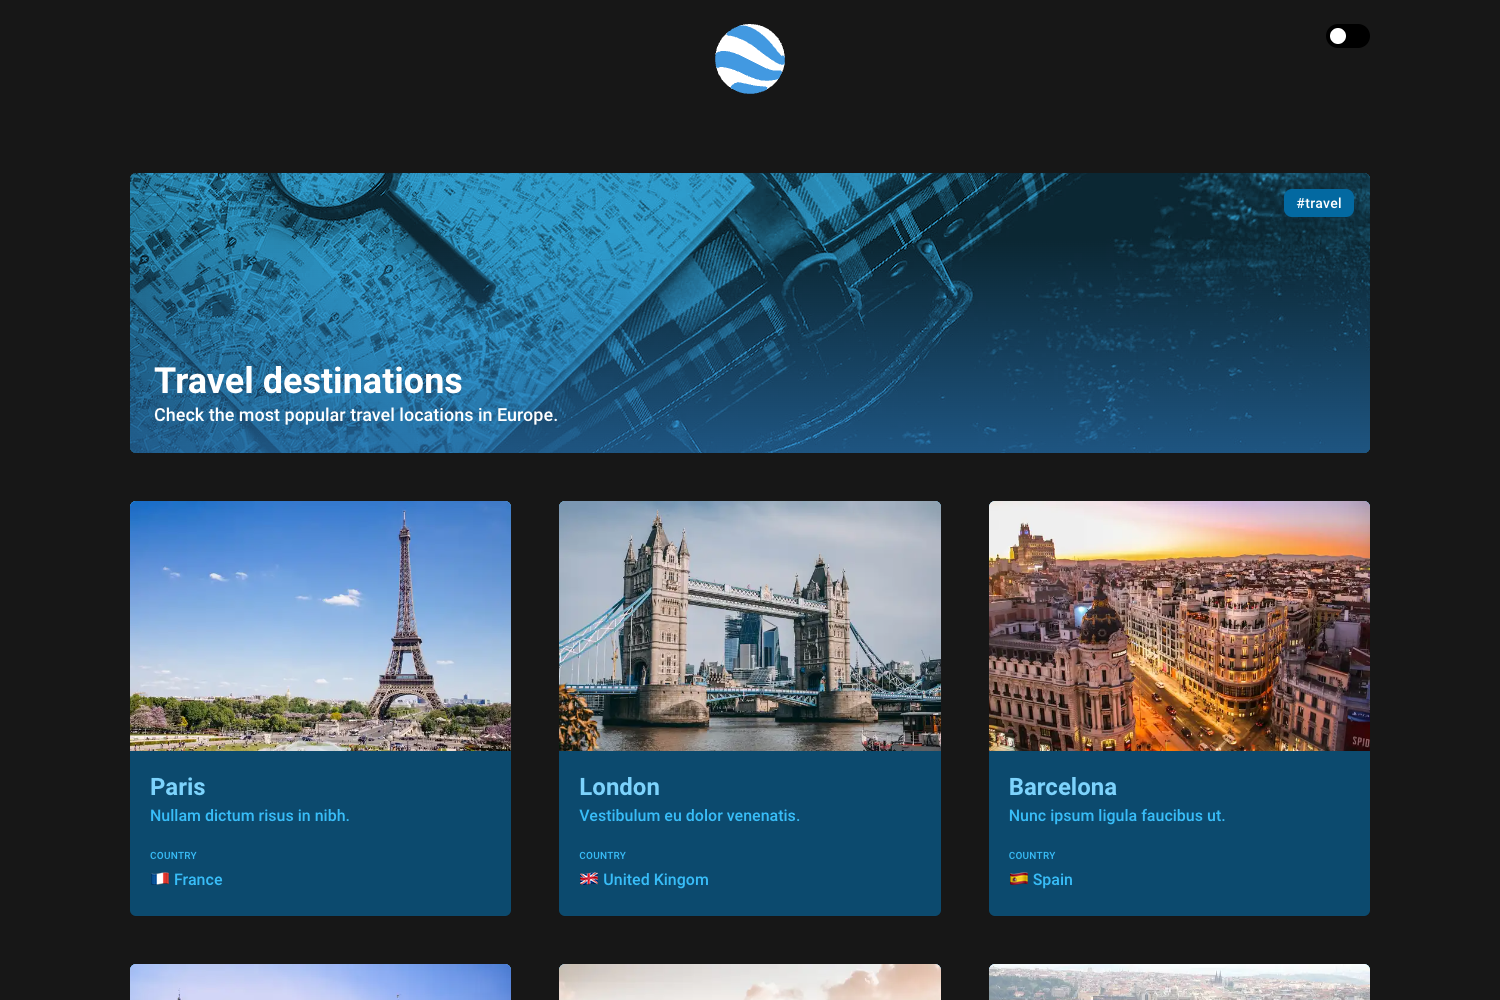 #travel
Travel destinations
Check the most popular travel locations in Europe.
Paris
Nullam dictum risus in nibh.
COUNTRY
🇫🇷 France
London
Vestibulum eu dolor venenatis.
COUNTRY
🇬🇧 United Kingom
SPID
Barcelona
Nunc ipsum ligula faucibus ut.
COUNTRY
🇪🇸 Spain